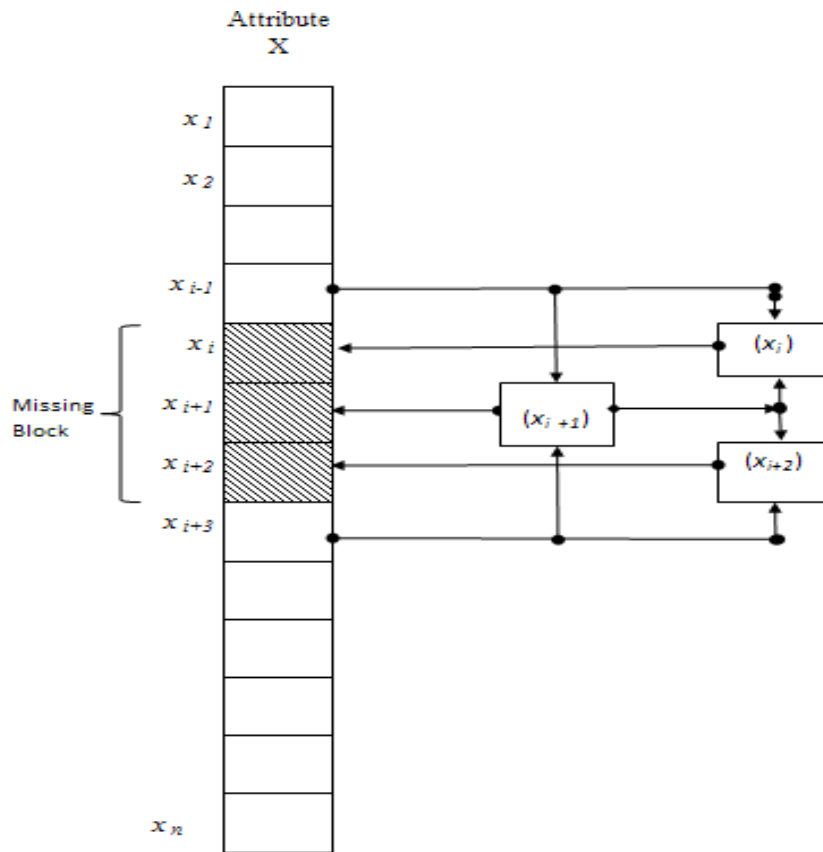 Attribute
X
x 1
x 2
x i-1
x i
(x i)
x i+1
(x i +1)
Missing
Block
x i+2
(x i+2)
x i+3
x n